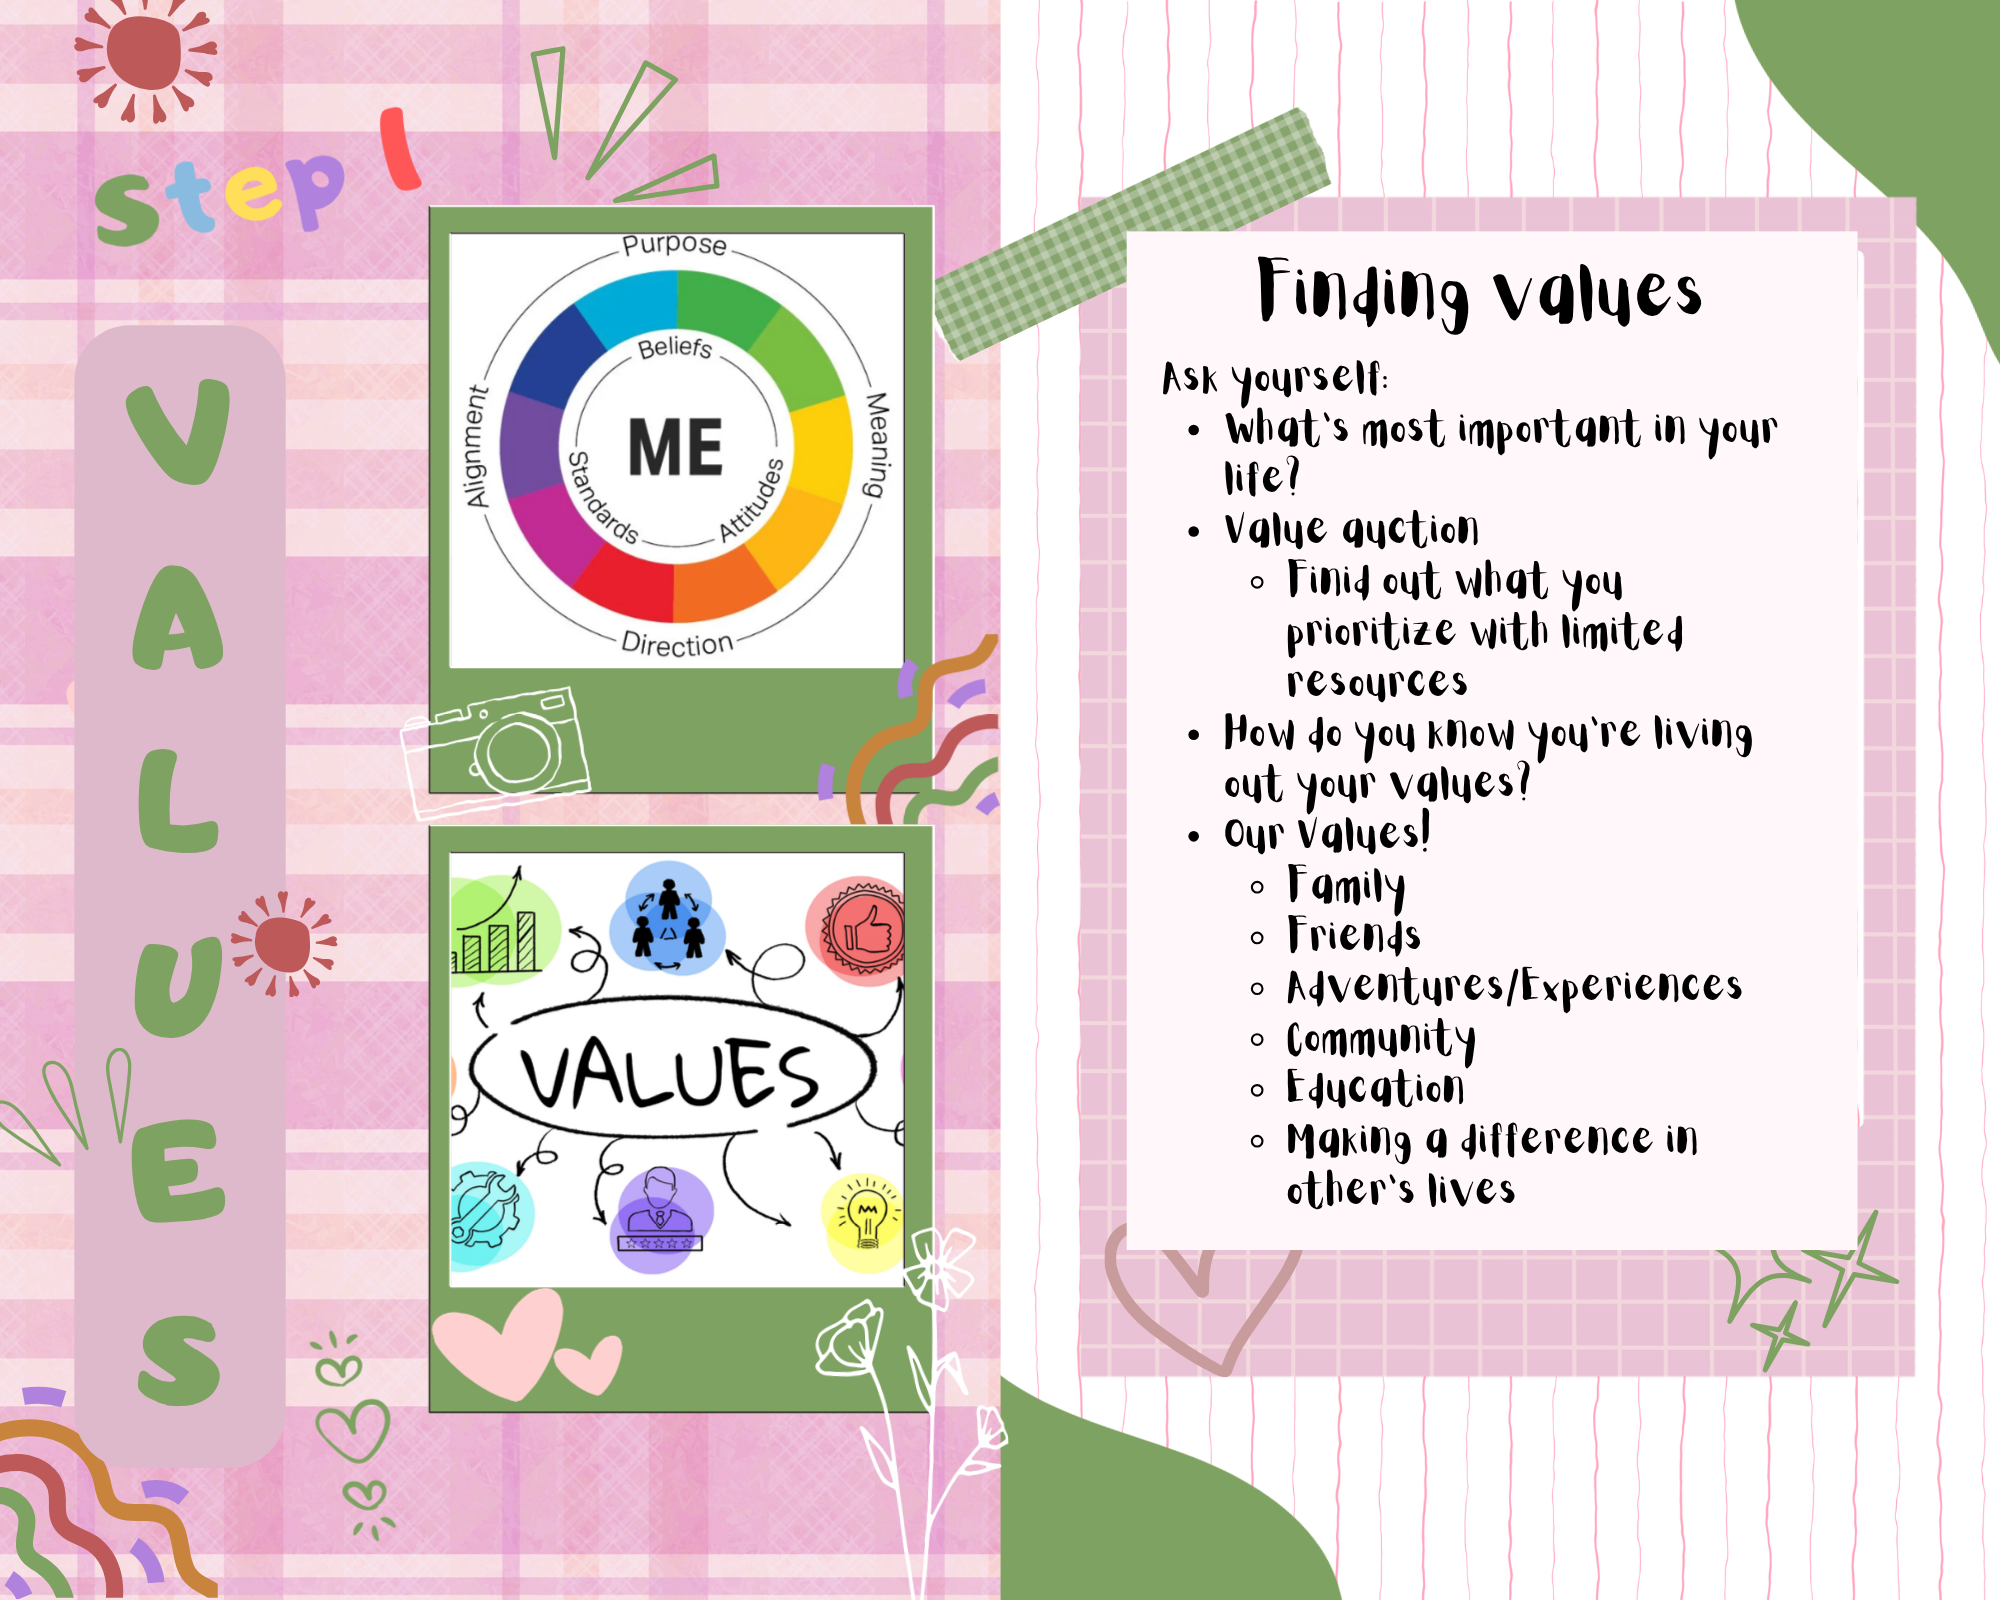 step 1
VALUES
Purpose
Beliefs
Alignment
ME
Meaning
Standards
Attitudes
Direction
VALUES
Finding values
Ask yourself:
• What's most important in your
life?
• Value auction
◦ Finid out what you
prioritize with limited
resources
• How do you know you're living
out your values?
• Our Values!
◦ Family
◦ Friends
◦ Adventures/Experiences
◦ Community
◦ Education
◦ Making a difference in
other's lives